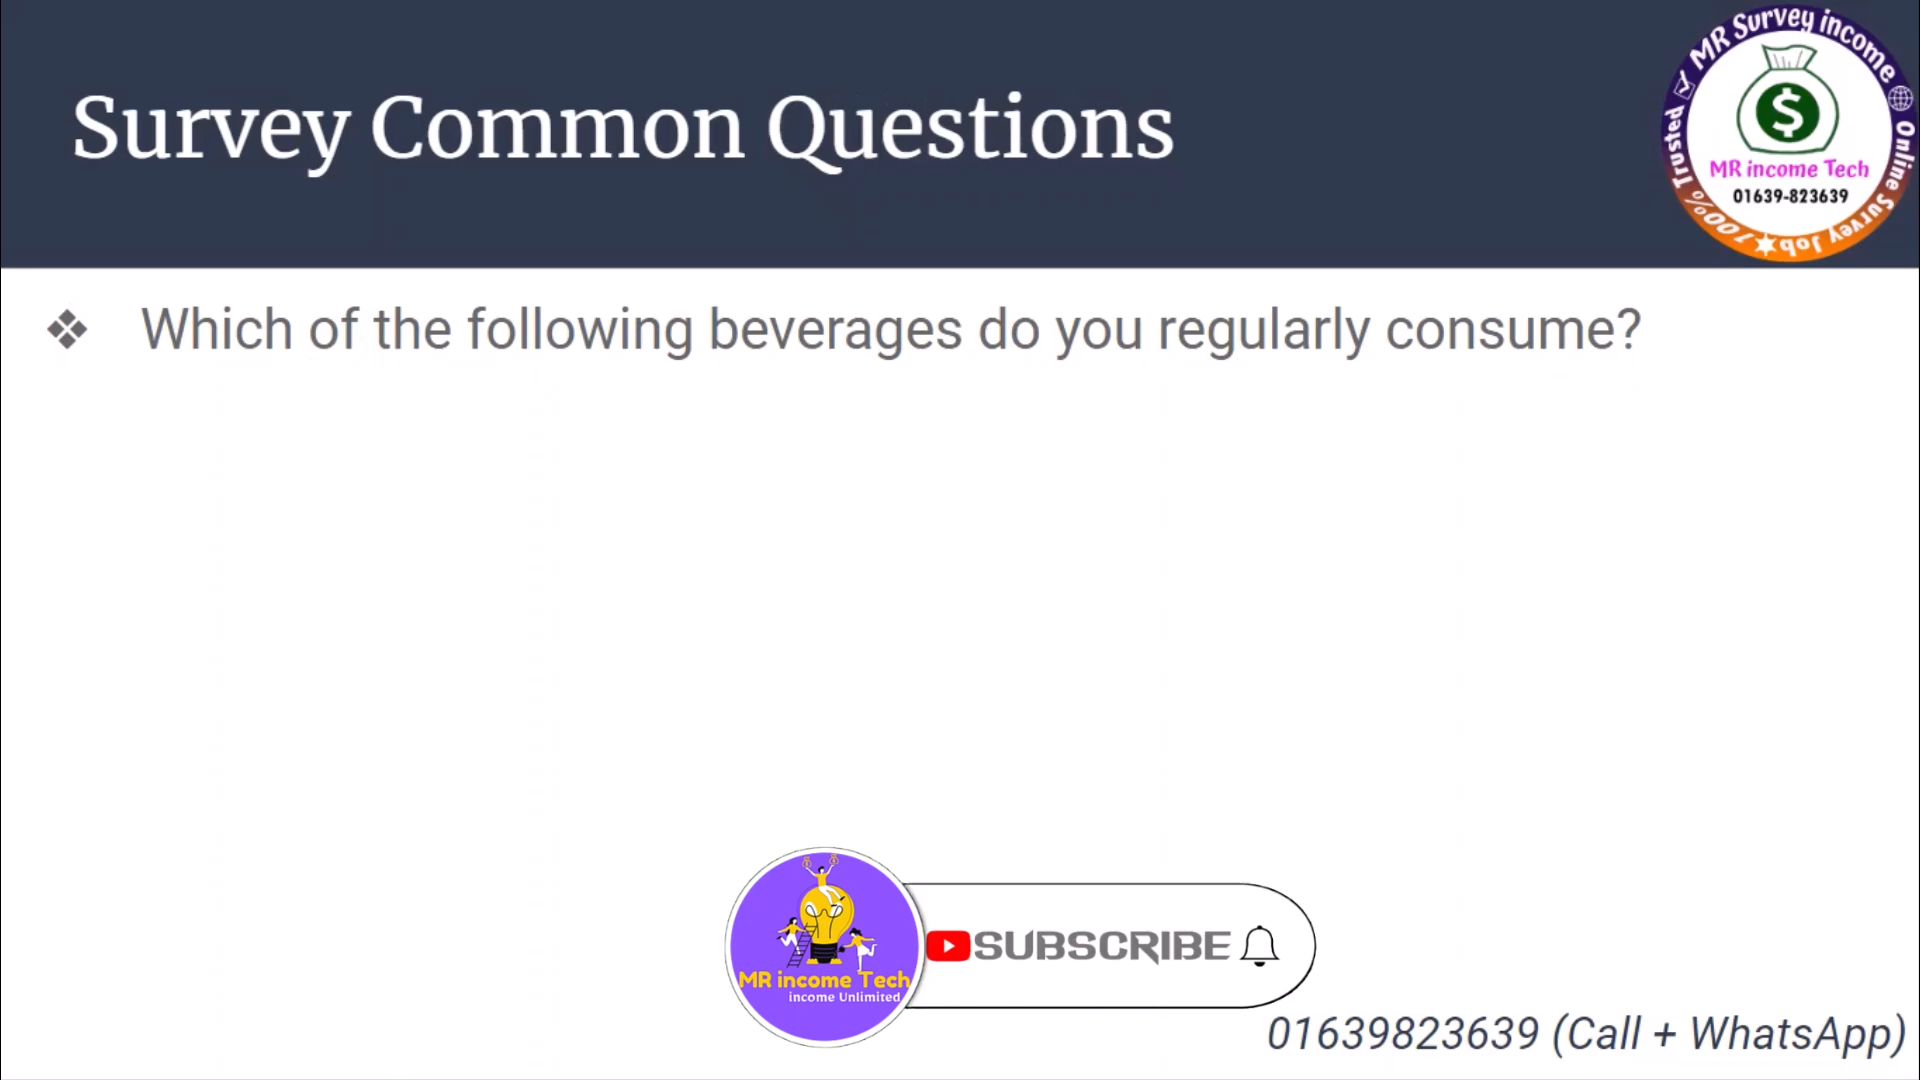 Survey Common Questions
MR Survey income
Online Survey Job
100% Trusted
$
MR income Tech
01639-823639
❖ Which of the following beverages do you regularly consume?
MR income Tech
income Unlimited
SUBSCRIBE
01639823639 (Call + WhatsApp)